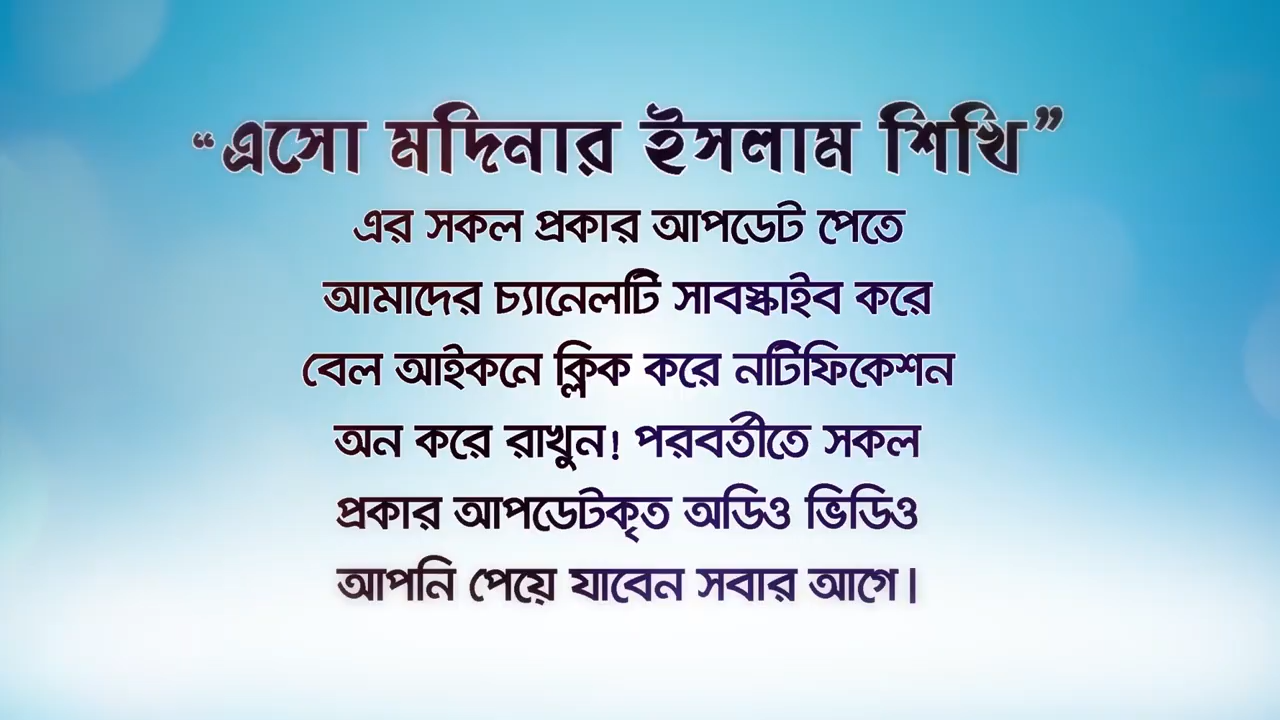 “এসো মদিনার ইসলাম শিখি”
এর সকল প্রকার আপডেট পেতে
আমাদের চ্যানেলটি সাবস্কাইব করে
বেল আইকনে ক্লিক করে নটিফিকেশন
অন করে রাখুন! পরবর্তীতে সকল
প্রকার আপডেটকৃত অডিও ভিডিও
আপনি পেয়ে যাবেন সবার আগে।